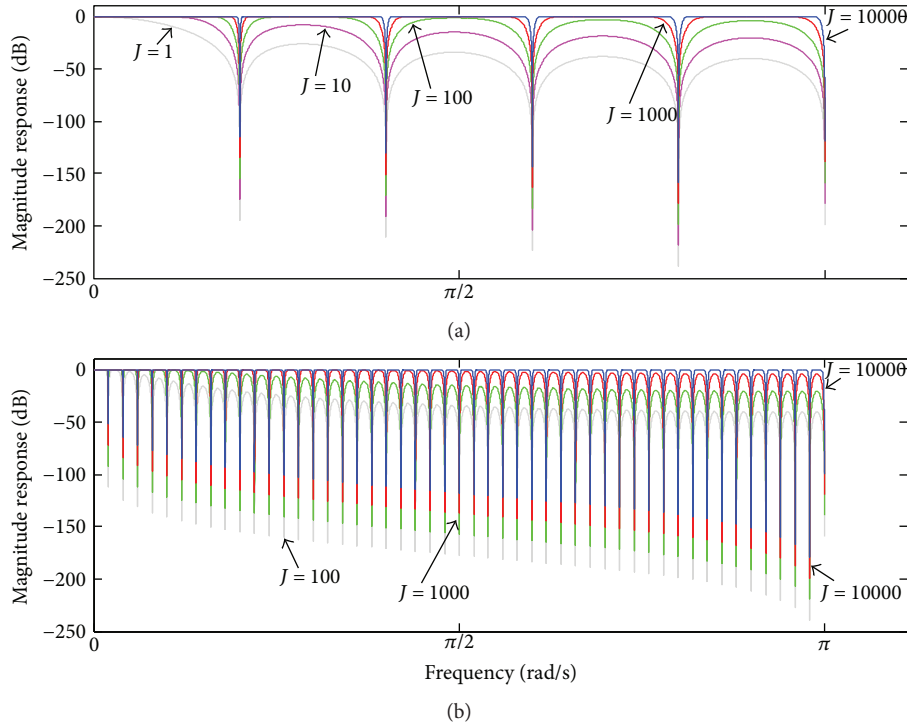 0
−50
−100
−150
−200
−250
Magnitude response (dB)
J = 1
J = 10
J = 100
J = 1000
J = 10000
0
π/2
(a)
0
−50
−100
−150
−200
−250
Magnitude response (dB)
J = 10000
J = 100
J = 1000
J = 10000
0
π/2
π
Frequency (rad/s)
(b)